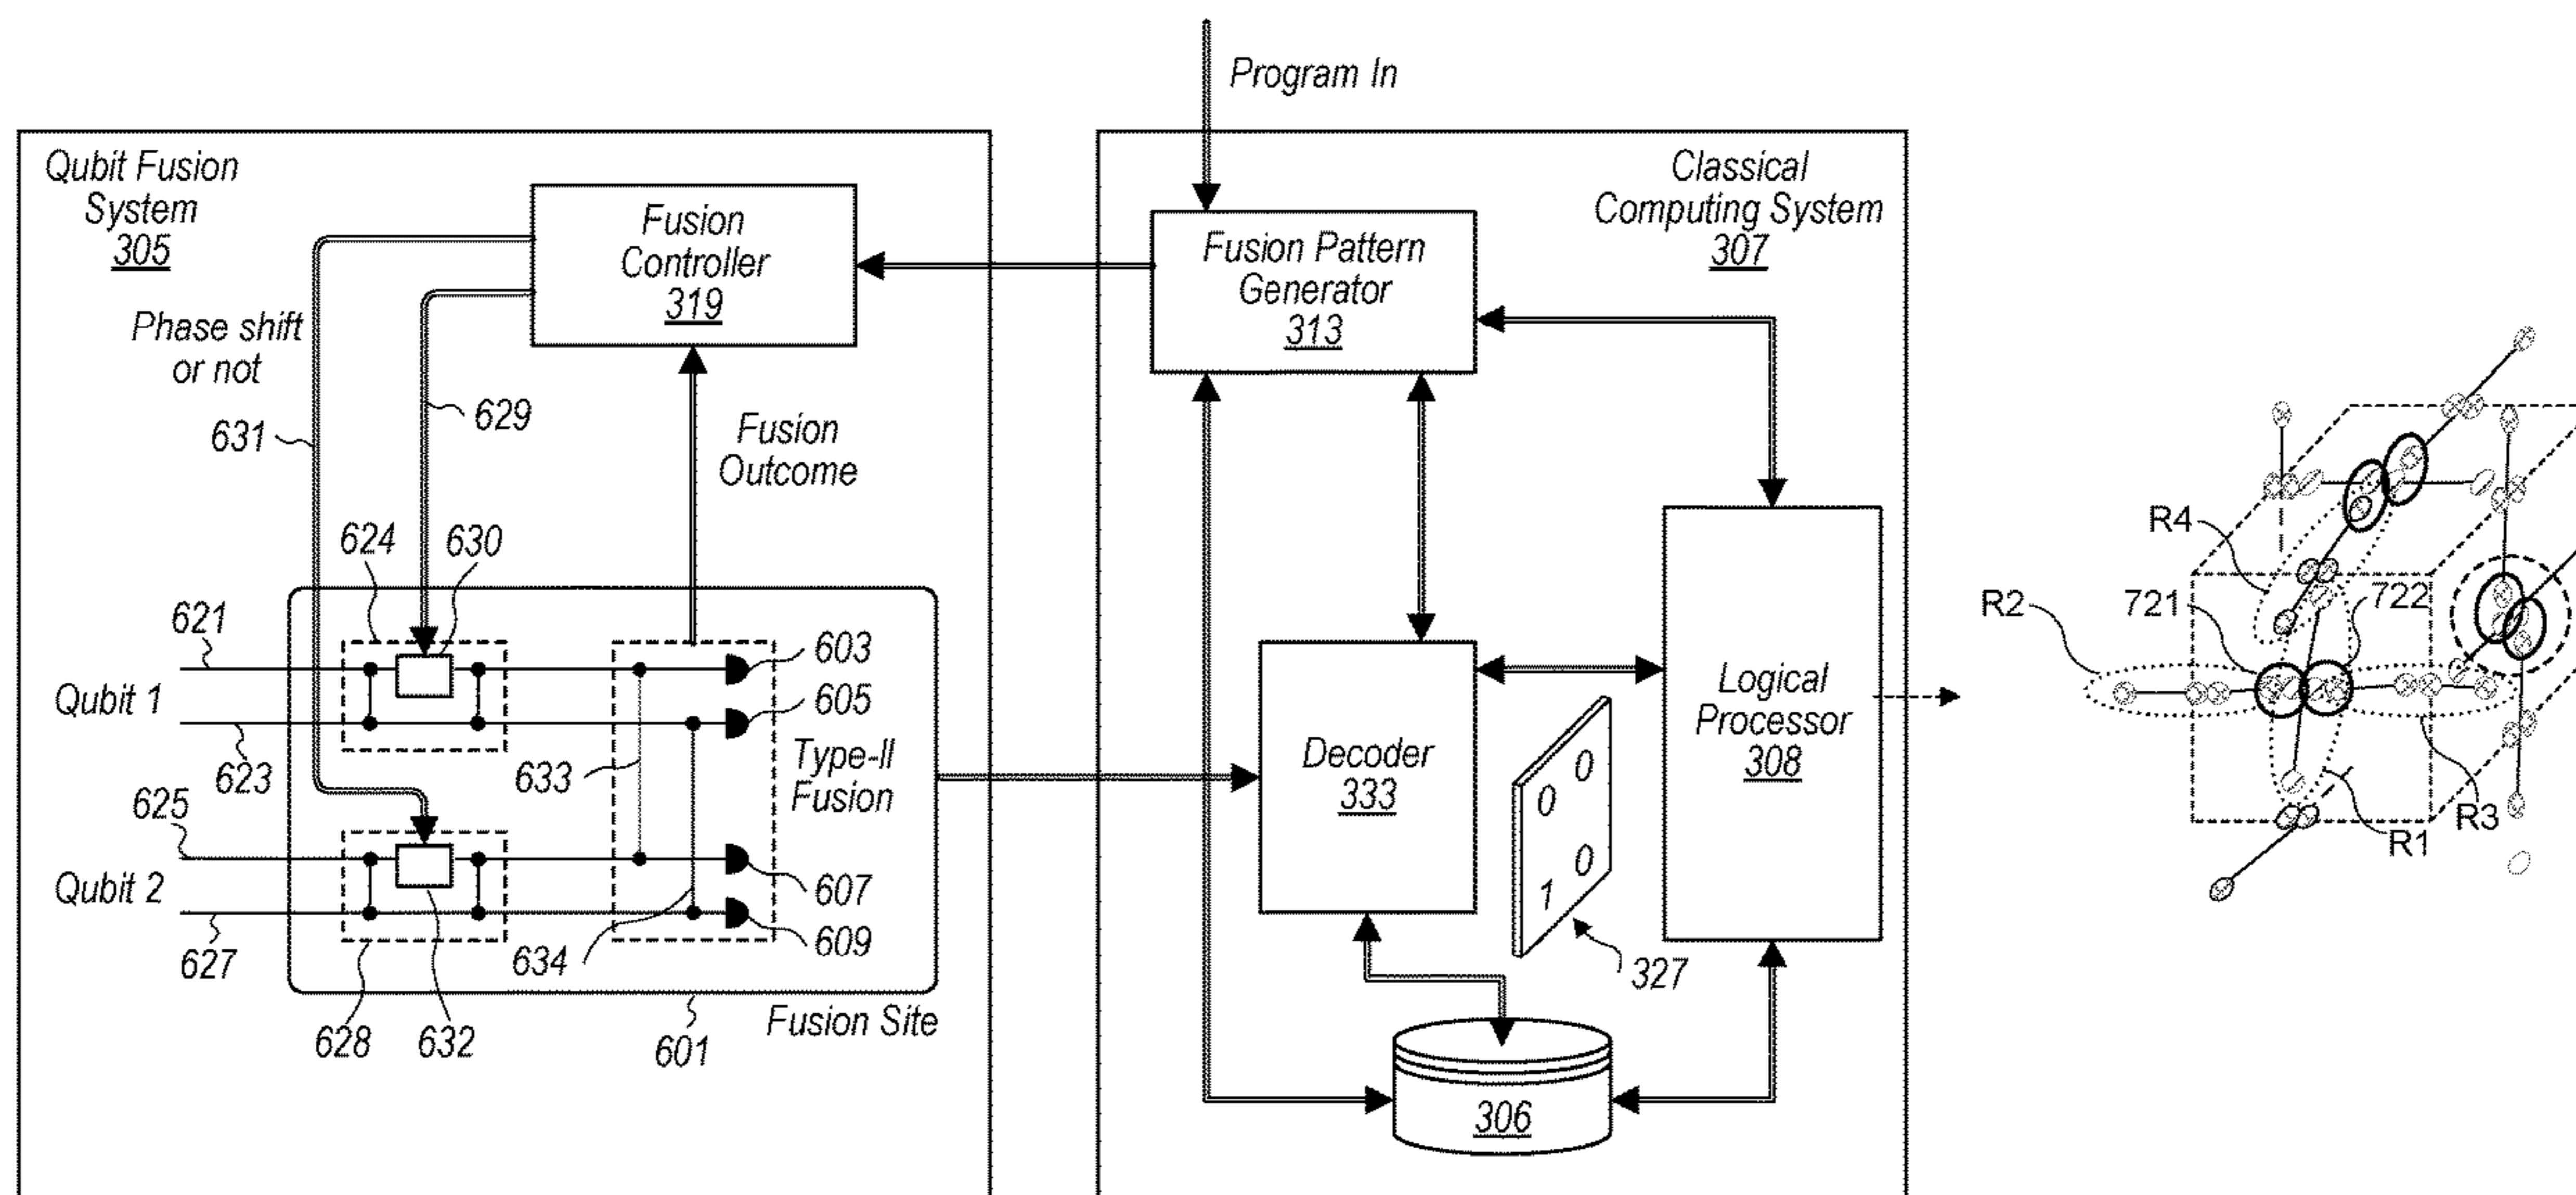 Program In
Qubit Fusion
System
305
Fusion
Controller
319
Phase shift
or not
631
629
Fusion
Outcome
624
630
621
Qubit 1
623
603
605
Type-II
Fusion
633
625
Qubit 2
627
607
609
634
628
632
601
Fusion Site
Classical
Computing System
307
Fusion Pattern
Generator
313
Decoder
333
0
0
0
1
327
Logical
Processor
308
306
R4
R2
721
722
R3
R1